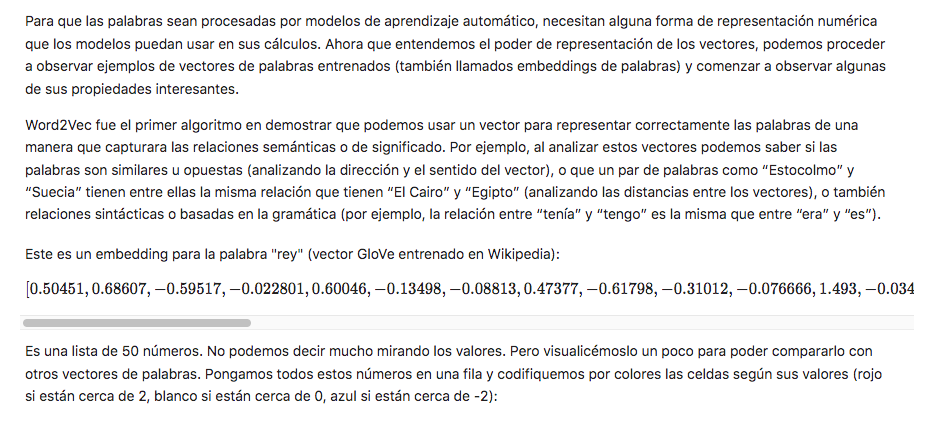 Para que las palabras sean procesadas por modelos de aprendizaje automático, necesitan alguna forma de representación numérica
que los modelos puedan usar en sus cálculos. Ahora que entendemos el poder de representación de los vectores, podemos proceder
a observar ejemplos de vectores de palabras entrenados (también llamados embeddings de palabras) y comenzar a observar algunas
de sus propiedades interesantes.
Word2Vec fue el primer algoritmo en demostrar que podemos usar un vector para representar correctamente las palabras de una
manera que capturara las relaciones semánticas o de significado. Por ejemplo, al analizar estos vectores podemos saber si las
palabras son similares u opuestas (analizando la dirección y el sentido del vector), o que un par de palabras como “Estocolmo” y
“Suecia” tienen entre ellas la misma relación que tienen “El Cairo” y “Egipto” (analizando las distancias entre los vectores), o también
relaciones sintácticas o basadas en la gramática (por ejemplo, la relación entre “tenía” y “tengo” es la misma que entre “era” y “es”).
Este es un embedding para la palabra "rey" (vector GloVe entrenado en Wikipedia):
[0.50451, 0.68607, −0.59517, −0.022801, 0.60046, −0.13498, −0.08813, 0.47377, −0.61798, −0.31012, −0.076666, 1.493, −0.034
Es una lista de 50 números. No podemos decir mucho mirando los valores. Pero visualicémoslo un poco para poder compararlo con
otros vectores de palabras. Pongamos todos estos números en una fila y codifiquemos por colores las celdas según sus valores (rojo
si están cerca de 2, blanco si están cerca de 0, azul si están cerca de -2):